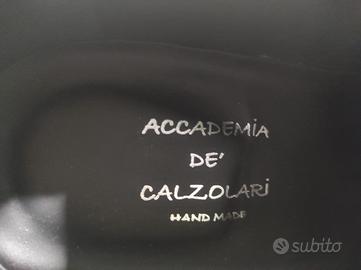 ACCADEMiA
DE'
CALZOLARi
HAND MADE
subito